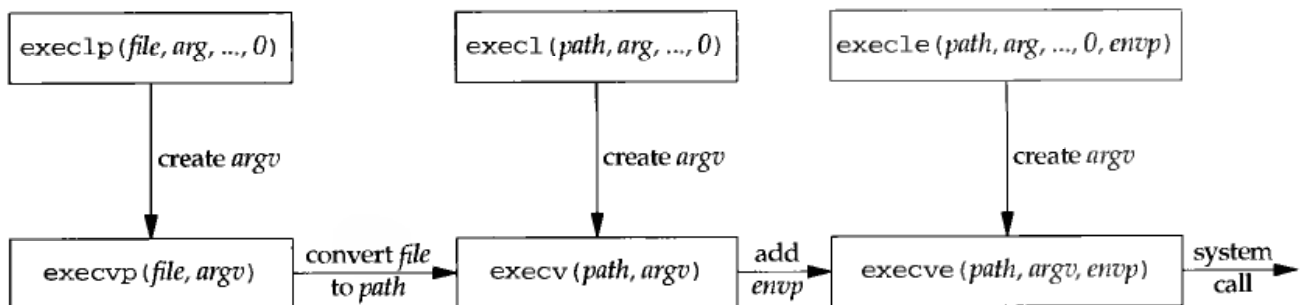 execlp(file, arg, ..., 0)
execl(path, arg, ..., 0)
execle(path, arg, ..., 0, envp)
create argv
create argv
create argv
execvp(file, argv)
convert file
to path
execv(path, argv)
add
envp
execve(path, argv, envp)
system
call